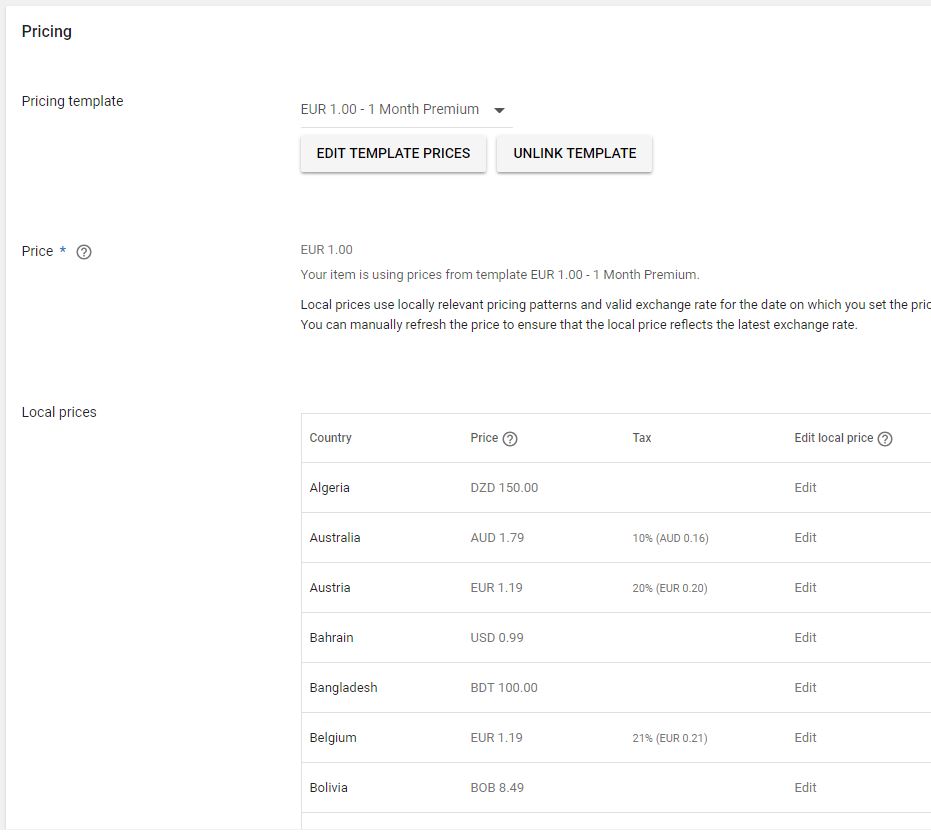 Pricing
Pricing template
EUR 1.00 - 1 Month Premium
EDIT TEMPLATE PRICES UNLINK TEMPLATE
Price *
EUR 1.00
Your item is using prices from template EUR 1.00 - 1 Month Premium.
Local prices use locally relevant pricing patterns and valid exchange rate for the date on which you set the pric
You can manually refresh the price to ensure that the local price reflects the latest exchange rate.
Local prices
Country Price Tax Edit local price
Algeria DZD 150.00 Edit
Australia AUD 1.79 10% (AUD 0.16) Edit
Austria EUR 1.19 20% (EUR 0.20) Edit
Bahrain USD 0.99 Edit
Bangladesh BDT 100.00 Edit
Belgium EUR 1.19 21% (EUR 0.21) Edit
Bolivia BOB 8.49 Edit